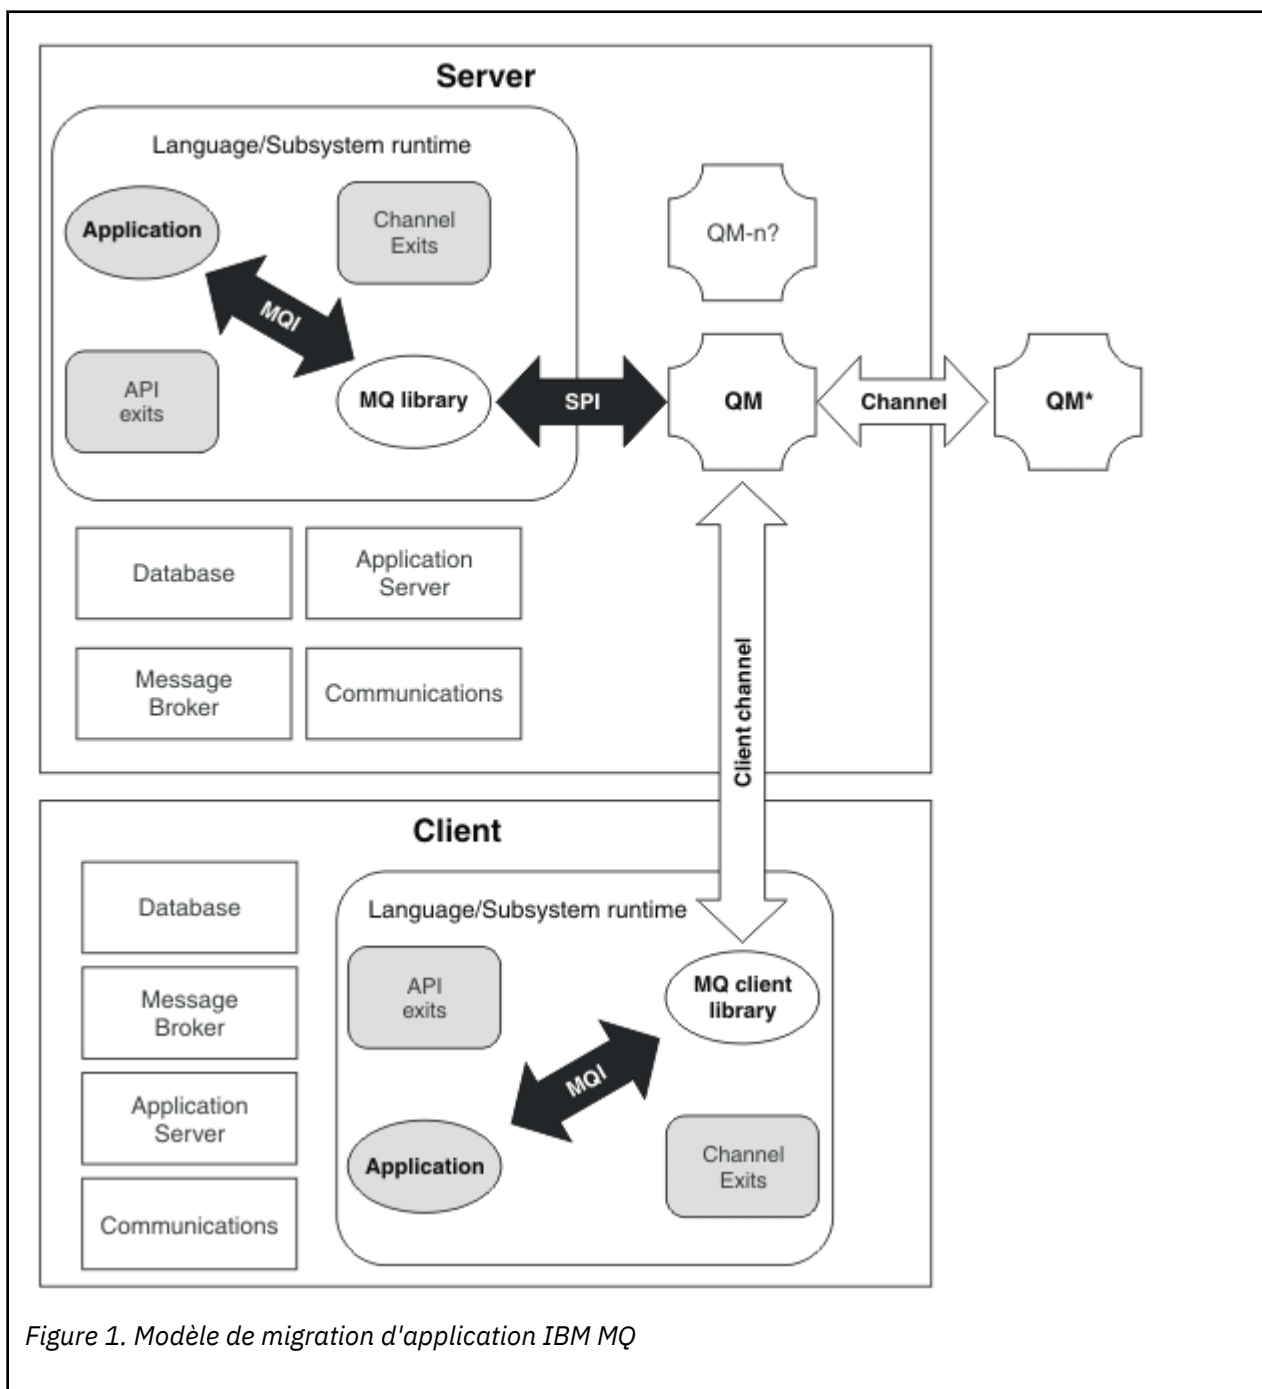 Server
Language/Subsystem runtime
Application
Channel
Exits
QM-n?
MQI
API
exits
MQ library
SPI
QM
Channel
QM*
Database
Application
Server
Message
Broker
Communications
Client channel
Client
Database
Language/Subsystem runtime
API
exits
MQ client
library
Message
Broker
MQI
Application
Server
Application
Channel
Exits
Communications
Figure 1. Modèle de migration d'application IBM MQ